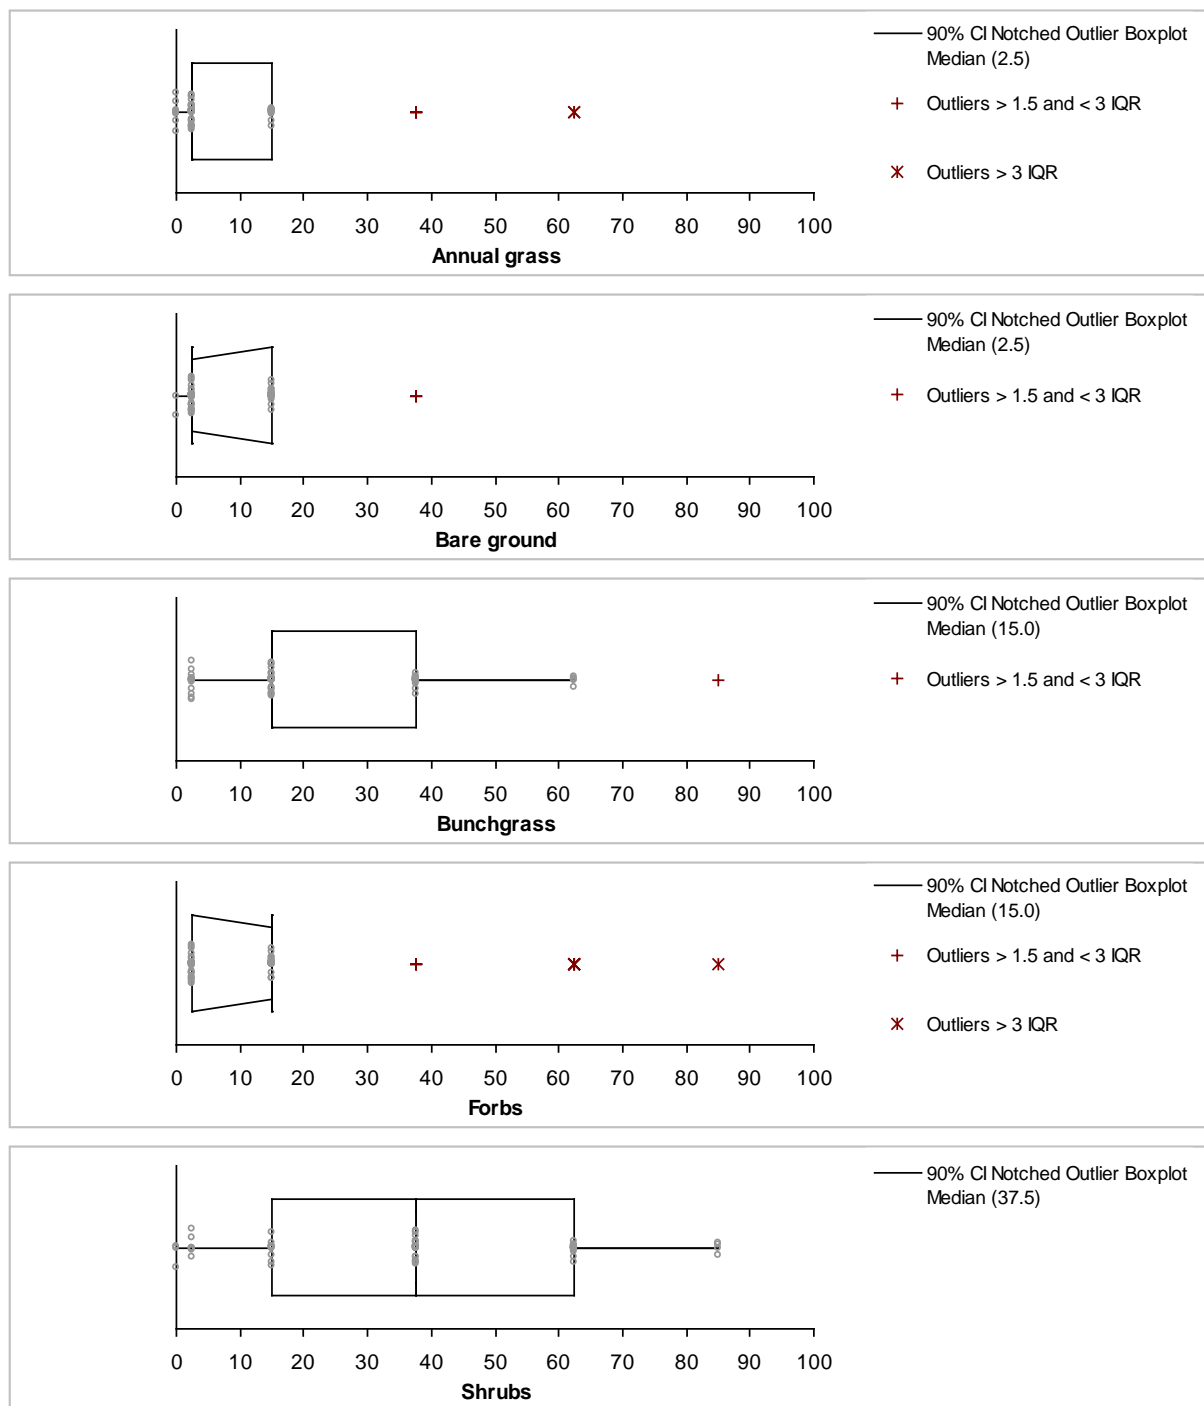 90% CI Notched Outlier Boxplot
Median (2.5)
Outliers > 1.5 and < 3 IQR
Outliers > 3 IQR
0 10 20 30 40 50 60 70 80 90 100
Annual grass
90% CI Notched Outlier Boxplot
Median (2.5)
Outliers > 1.5 and < 3 IQR
0 10 20 30 40 50 60 70 80 90 100
Bare ground
90% CI Notched Outlier Boxplot
Median (15.0)
Outliers > 1.5 and < 3 IQR
0 10 20 30 40 50 60 70 80 90 100
Bunchgrass
90% CI Notched Outlier Boxplot
Median (15.0)
Outliers > 1.5 and < 3 IQR
Outliers > 3 IQR
0 10 20 30 40 50 60 70 80 90 100
Forbs
90% CI Notched Outlier Boxplot
Median (37.5)
0 10 20 30 40 50 60 70 80 90 100
Shrubs